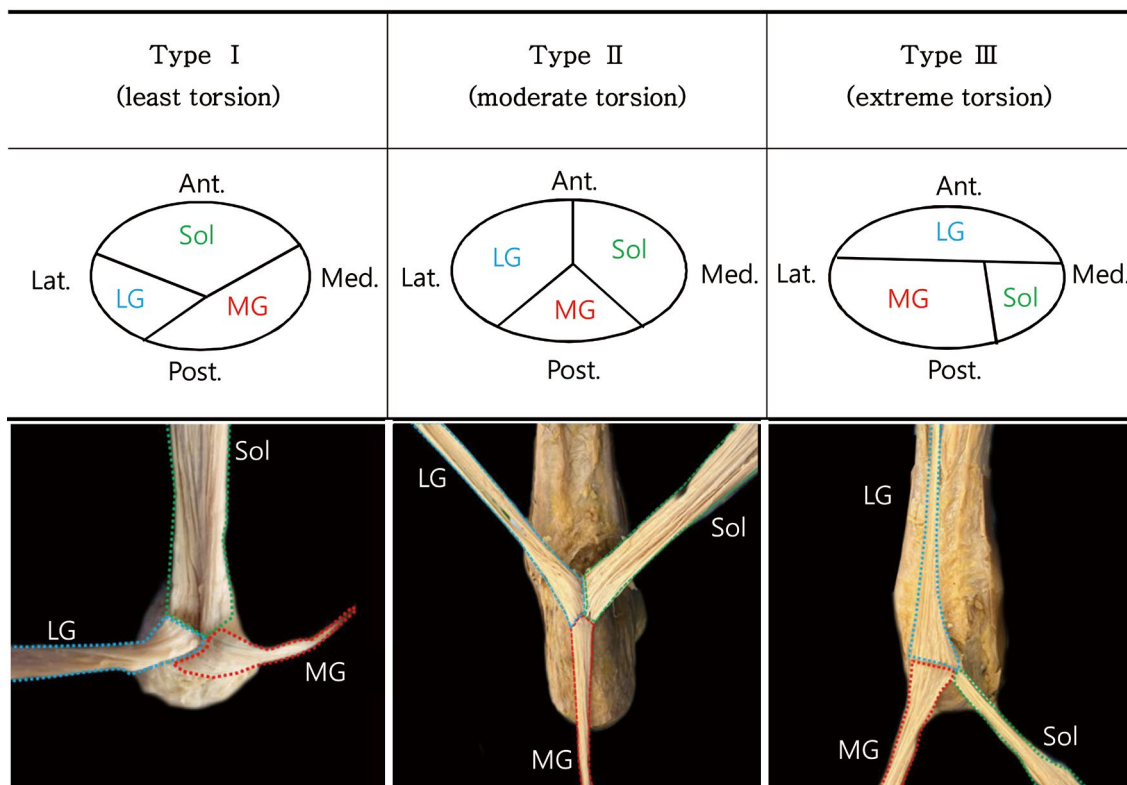 Type Ⅰ
(least torsion)
Type Ⅱ
(moderate torsion)
Type Ⅲ
(extreme torsion)
Ant.
Sol
Lat.
LG
MG
Med.
Post.
Ant.
LG
Sol
Lat.
MG
Med.
Post.
Ant.
LG
Lat.
MG
Sol
Med.
Post.
Sol
LG
MG
LG
Sol
MG
LG
MG
Sol